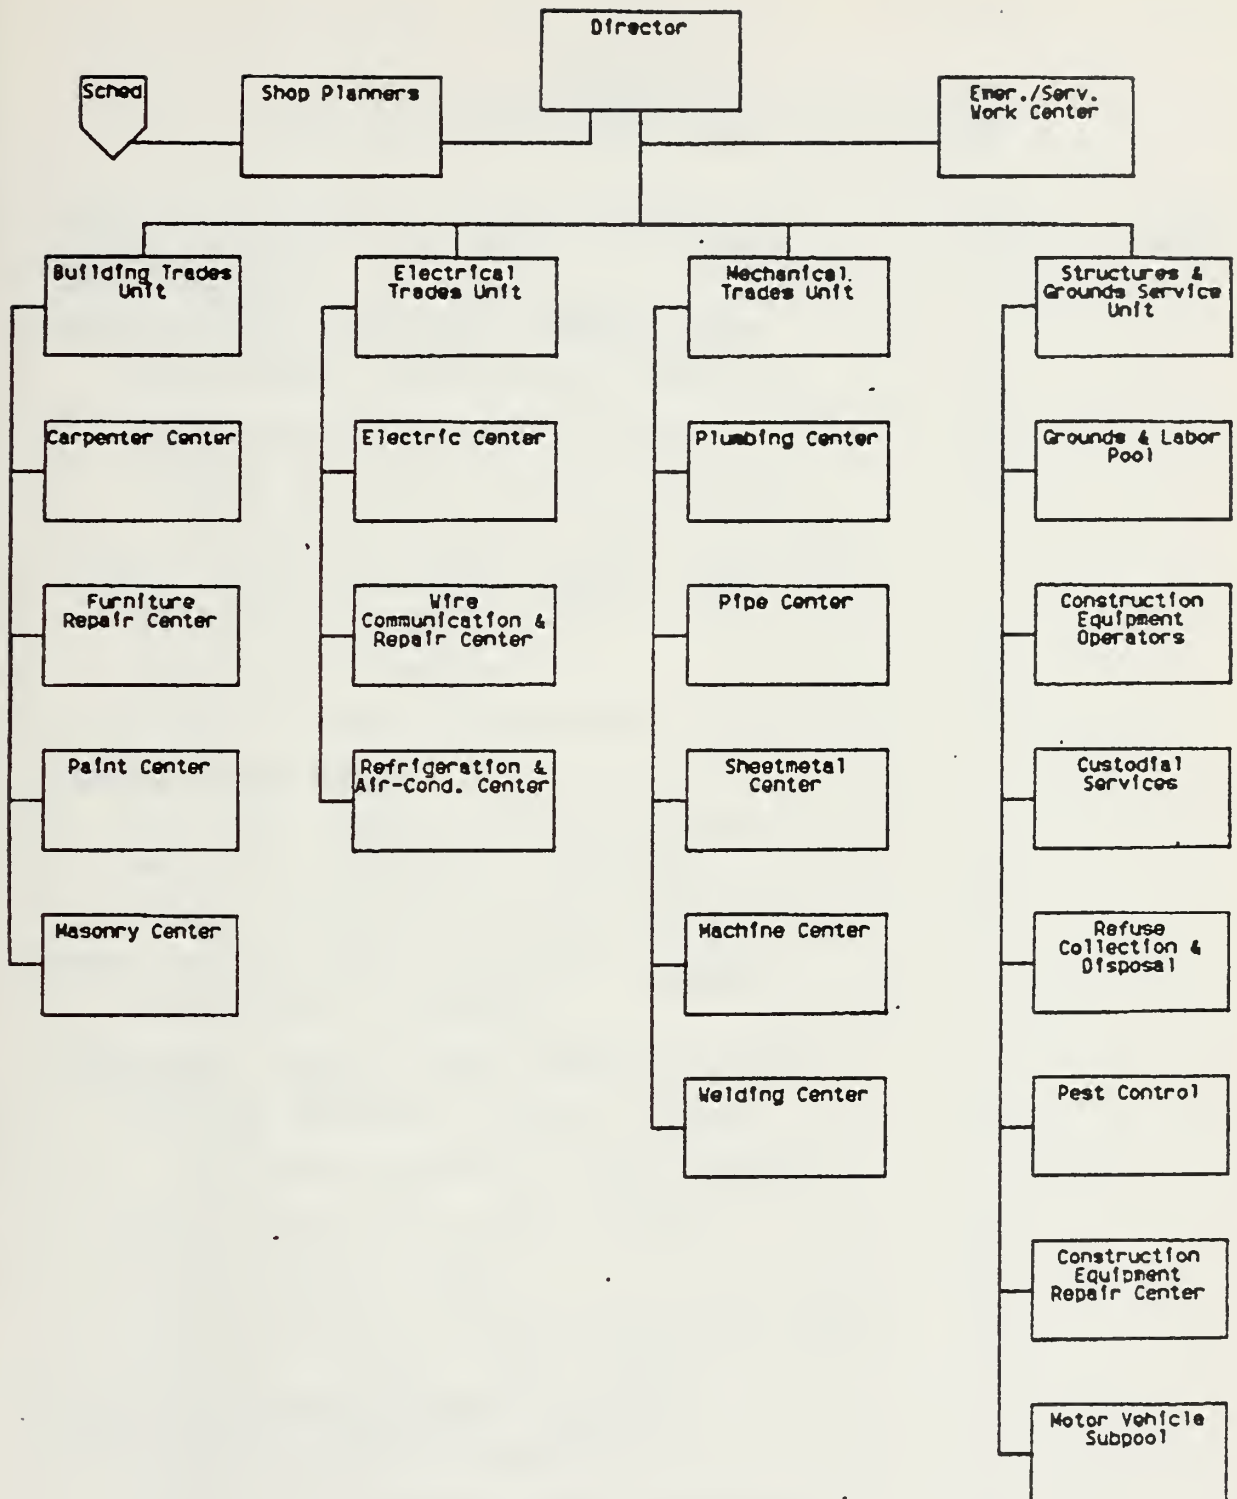 Director
Sched
Shop Planners
Emer./Serv.
Work Center
Building Trades
Unit
Electrical
Trades Unit
Mechanical.
Trades Unit
Structures &
Grounds Service
Unit
Carpenter Center
Electric Center
Plumbing Center
Grounds & Labor
Pool
Furniture
Repair Center
Wire
Communication &
Repair Center
Pipe Center
Construction
Equipment
Operators
Paint Center
Refrigeration &
Air-Cond. Center
Sheetmetal
Center
Custodial
Services
Masonry Center
Machine Center
Refuse
Collection &
Disposal
Welding Center
Pest Control
Construction
Equipment
Repair Center
Motor Vehicle
Subpool